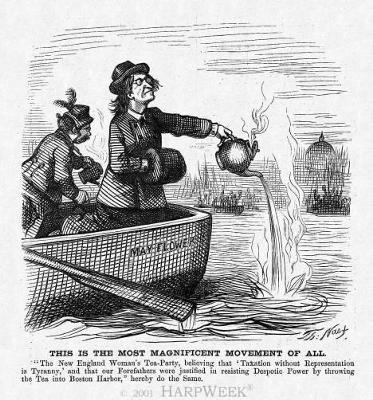 MAY FLOWER
Th: Nast.
THIS IS THE MOST MAGNIFICENT MOVEMENT OF ALL.
"The New England Woman's Tea-Party, believing that 'Taxation without Representation
is Tyranny,' and that our Forefathers were justified in resisting Despotic Power by throwing
the Tea into Boston Harbor," hereby do the Same.
© 2001 HARPWEEK®